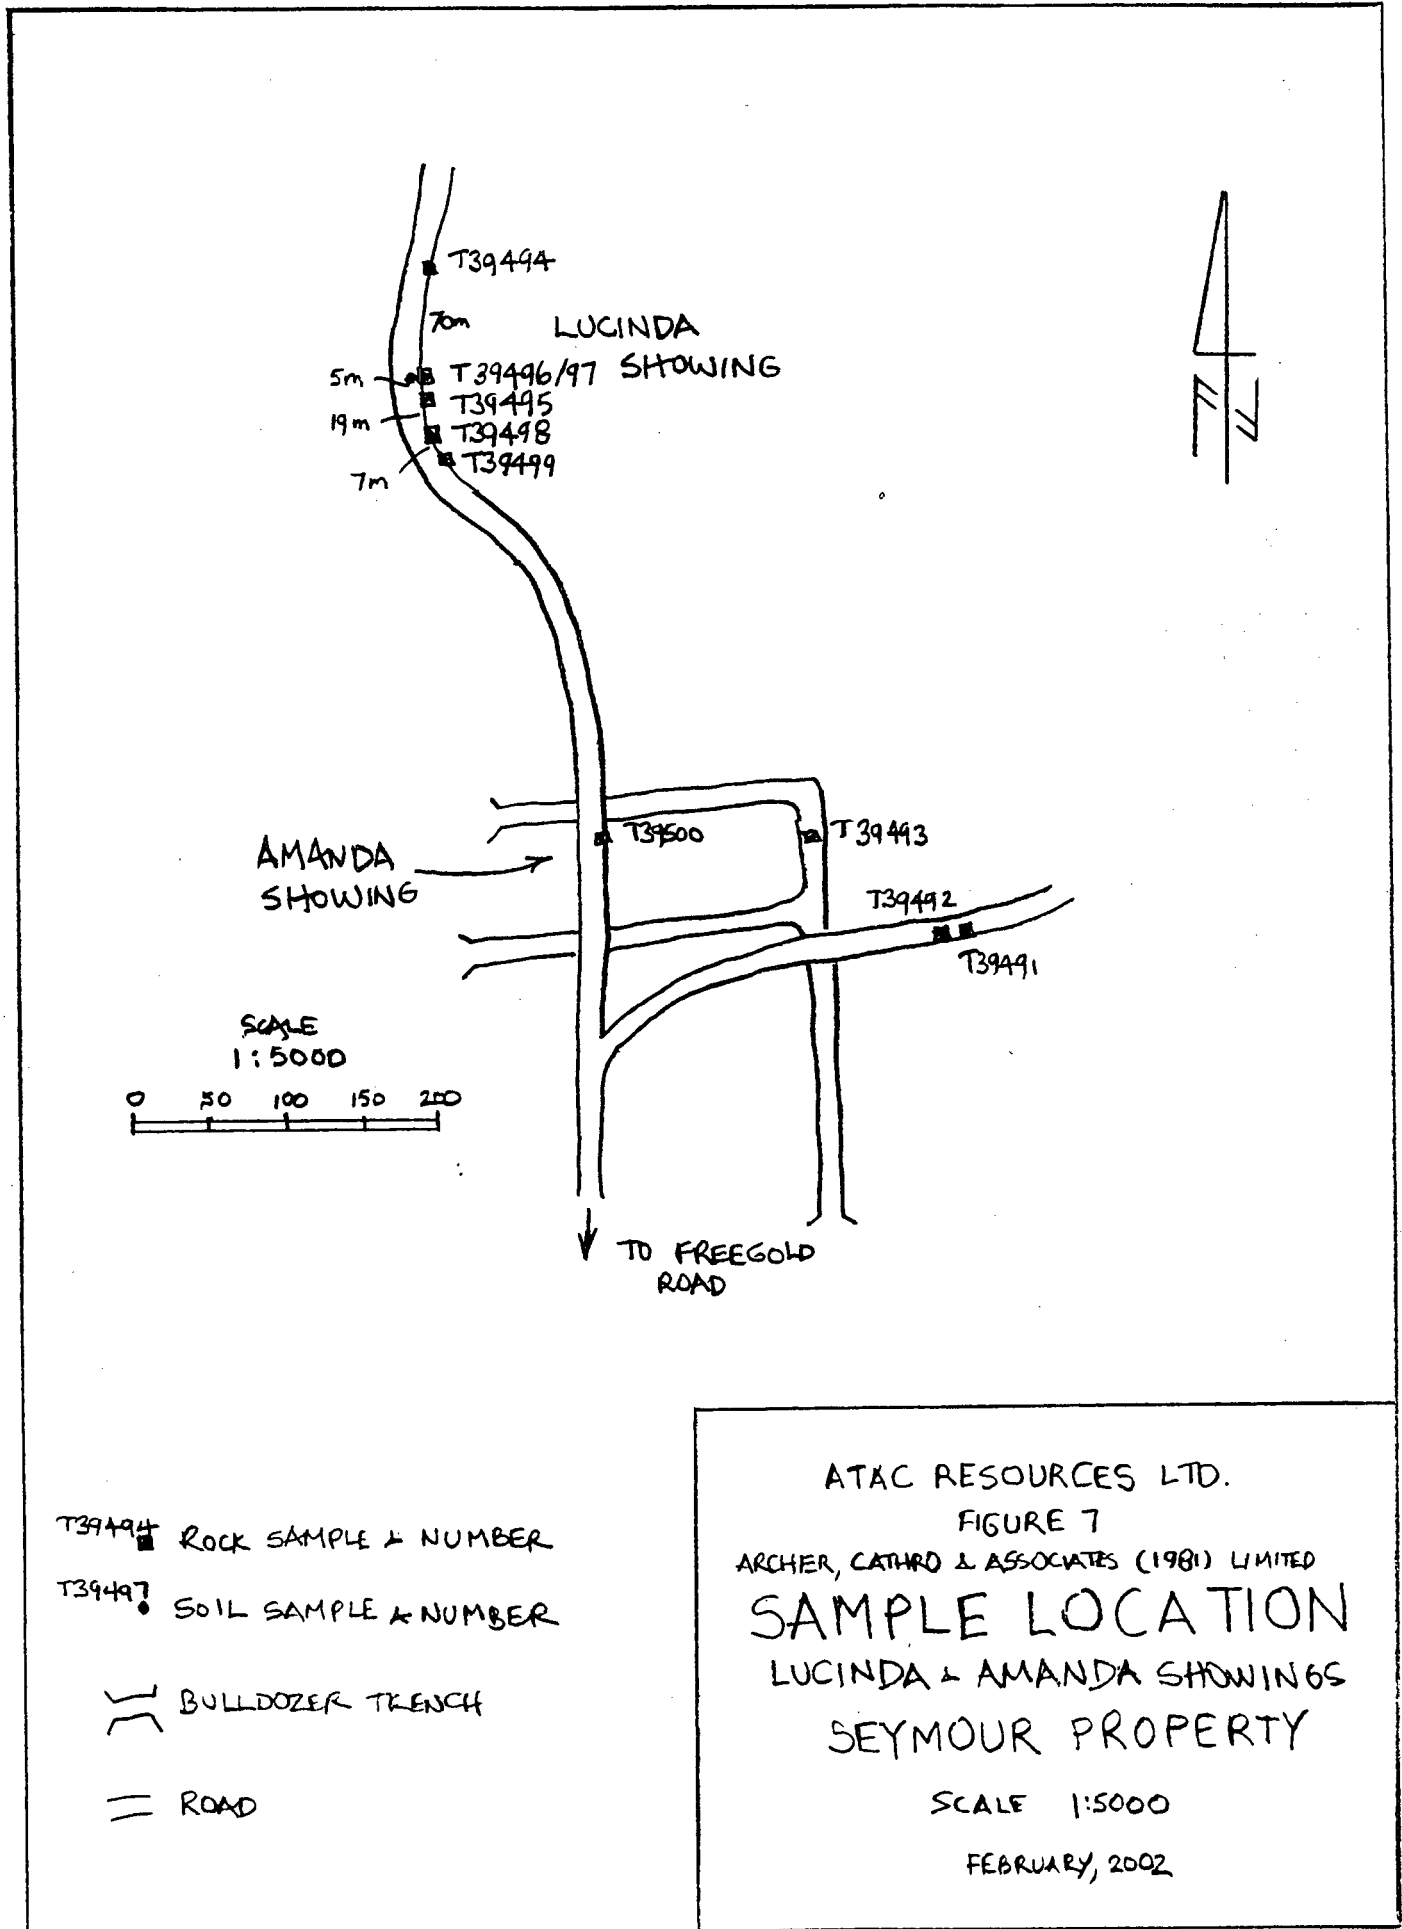 T39494
70m
LUCINDA
SHOWING
5m
T39496/97
T39495
19m
T39498
T39499
7m
N
T39500
T39493
AMANDA
SHOWING
T39492
T39491
SCALE
1:5000
0 50 100 150 200
TO FREEGOLD
ROAD
T39494 ROCK SAMPLE & NUMBER
T39497 SOIL SAMPLE & NUMBER
BULLDOZER TRENCH
ROAD
ATAC RESOURCES LTD.
FIGURE 7
ARCHER, CATHRO & ASSOCIATES (1981) LIMITED
SAMPLE LOCATION
LUCINDA & AMANDA SHOWINGS
SEYMOUR PROPERTY
SCALE 1:5000
FEBRUARY, 2002